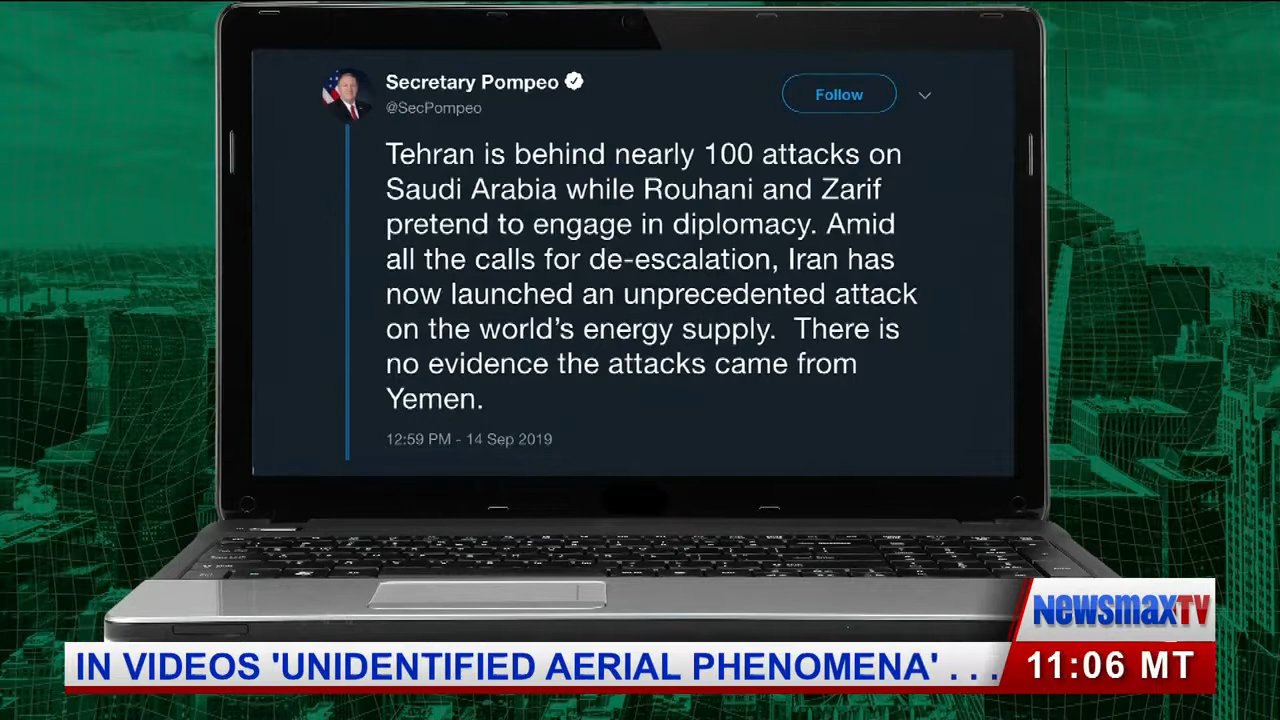 Secretary Pompeo
@SecPompeo
Follow
Tehran is behind nearly 100 attacks on
Saudi Arabia while Rouhani and Zarif
pretend to engage in diplomacy. Amid
all the calls for de-escalation, Iran has
now launched an unprecedented attack
on the world’s energy supply.  There is
no evidence the attacks came from
Yemen.
12:59 PM - 14 Sep 2019
NEWSMAXTV
IN VIDEOS 'UNIDENTIFIED AERIAL PHENOMENA' . . .
11:06 MT